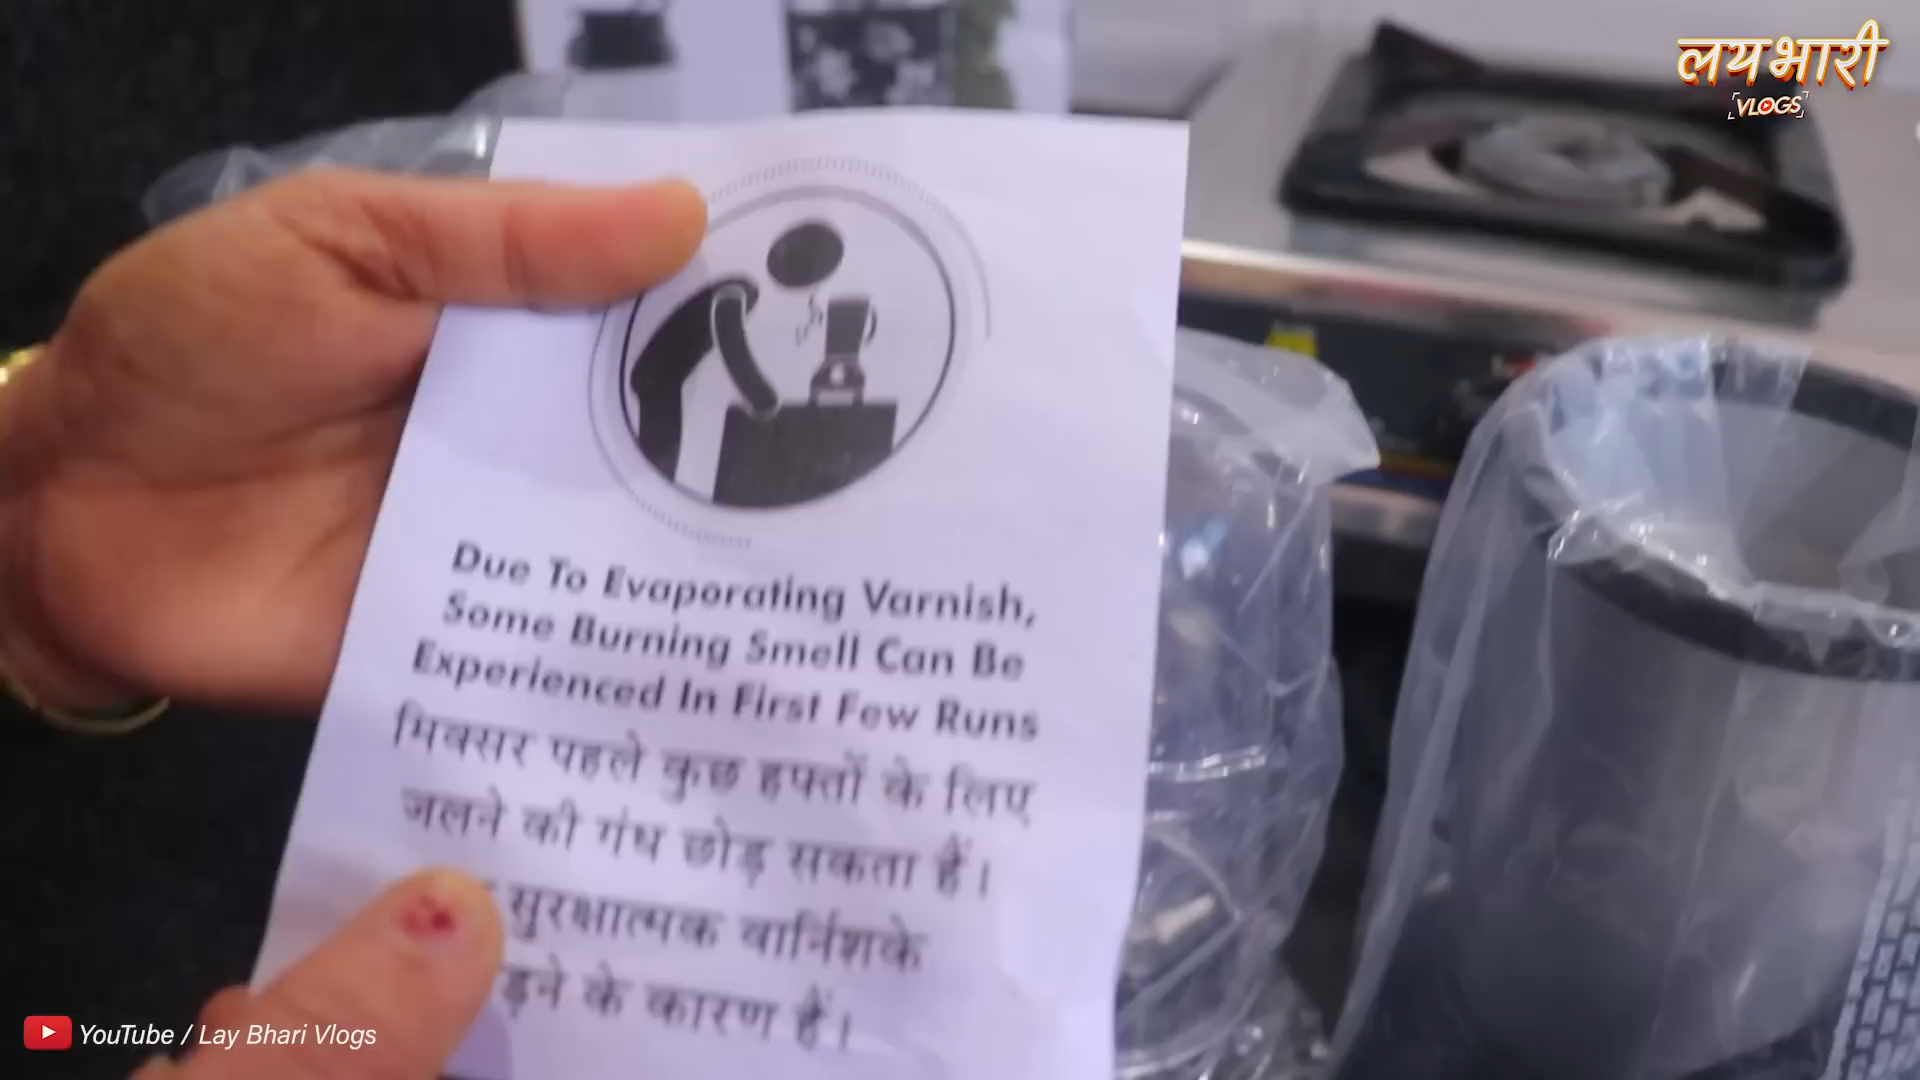 लय भारी
VLOGS
Due To Evaporating Varnish,
Some Burning Smell Can Be
Experienced In First Few Runs
मिक्सर पहले कुछ हफ्तों के लिए
जलने की गंध छोड़ सकता हैं।
सुरक्षात्मक वार्निशके
ड़ने के कारण हैं।
YouTube / Lay Bhari Vlogs